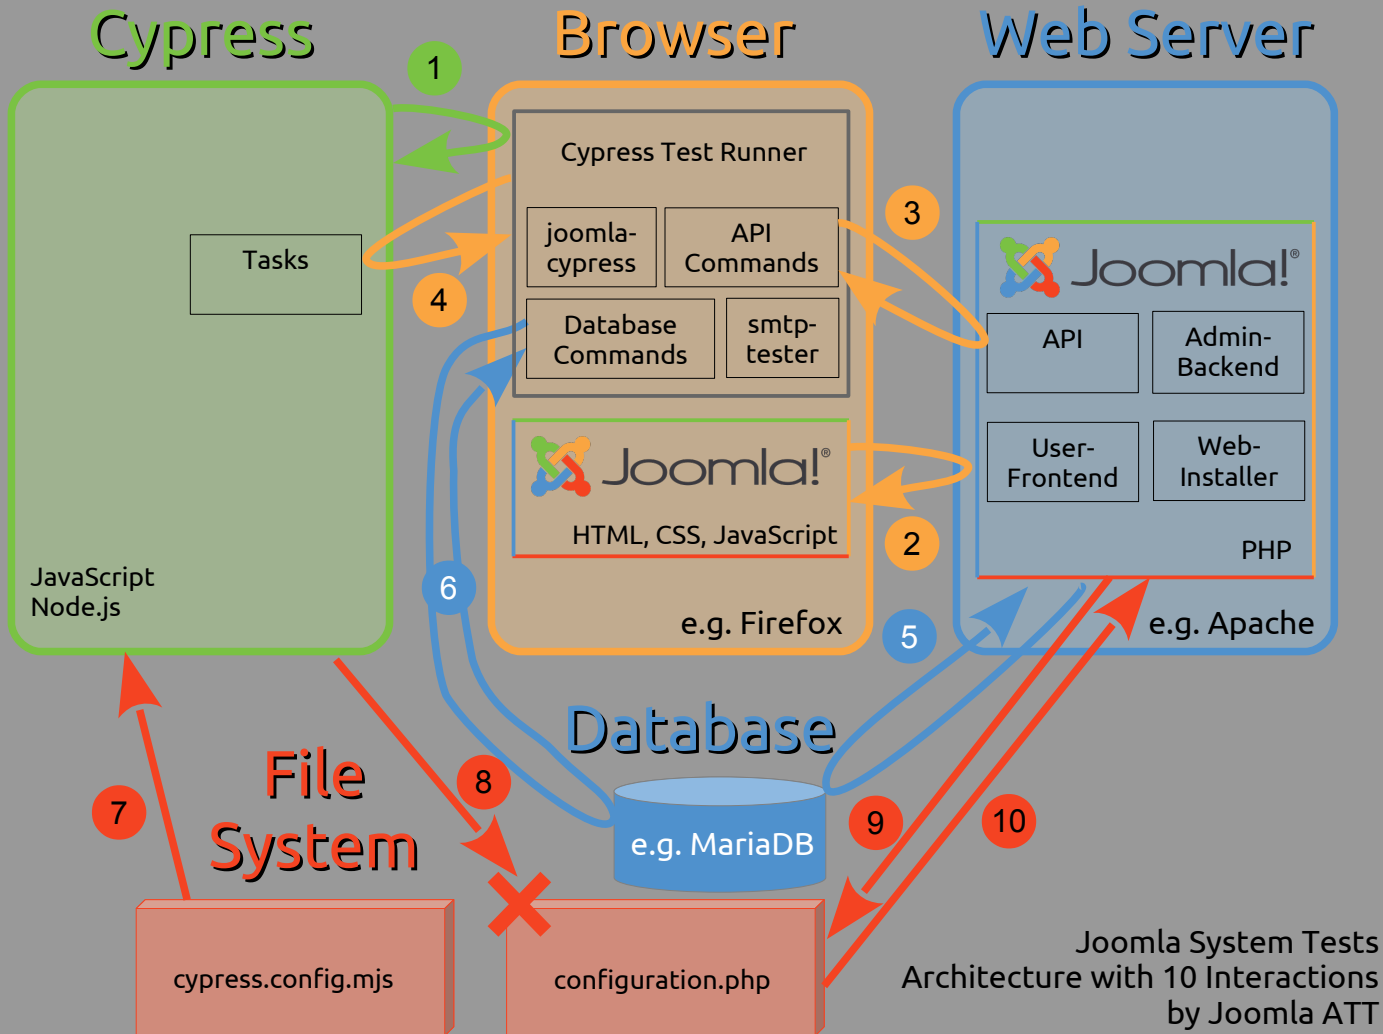 Cypress
Browser
Web Server
1
Cypress Test Runner
3
joomla-
cypress
API
Commands
Tasks
4
Joomla!®
Database
Commands
smtp-
tester
API
Admin-
Backend
Joomla!®
User-
Frontend
Web-
Installer
HTML, CSS, JavaScript
2
PHP
JavaScript
Node.js
6
e.g. Firefox
5
e.g. Apache
Database
File
System
7
8
9
10
e.g. MariaDB
cypress.config.mjs
configuration.php
Joomla System Tests
Architecture with 10 Interactions
by Joomla ATT